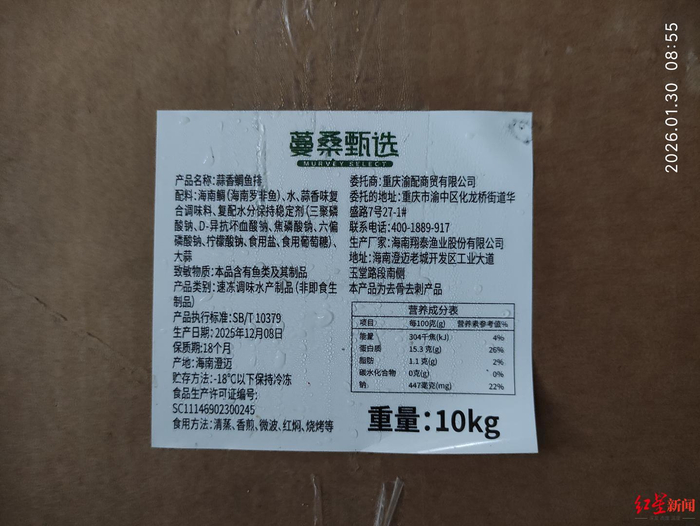 蔓桑甄选
MURVEY SELECT
产品名称:蒜香鲷鱼排
配料:海南鲷(海南罗非鱼)、水、蒜香味复
合调味料、复配水分保持稳定剂(三聚磷
酸钠、D-异抗坏血酸钠、焦磷酸钠、六偏
磷酸钠、柠檬酸钠、食用盐、食用葡萄糖)、
大蒜
致敏物质:本品含有鱼类及其制品
产品类别:速冻调味水产制品(非即食生
制品)
产品执行标准:SB/T 10379
生产日期:2025年12月08日
保质期:18个月
产地:海南澄迈
贮存方法:-18℃以下保持冷冻
食品生产许可证编号:
SC11146902300245
食用方法:清蒸、香煎、微波、红焖、烧烤等
委托商:重庆渝配商贸有限公司
委托的地址:重庆市渝中区化龙桥街道华
盛路7号27-1#
联系电话:400-1889-917
生产厂家:海南翔泰渔业股份有限公司
地址:海南澄迈老城开发区工业大道
玉堂路段南侧
本产品为去骨去刺产品
营养成分表
项目 每100克(g) 营养素参考值%
能量 304千焦(kJ) 4%
蛋白质 15.3 克(g) 26%
脂肪 1.1 克(g) 2%
碳水化合物 0克(g) 0%
钠 447毫克(mg) 22%
重量:10kg
2026.01.30 08:55
红星新闻